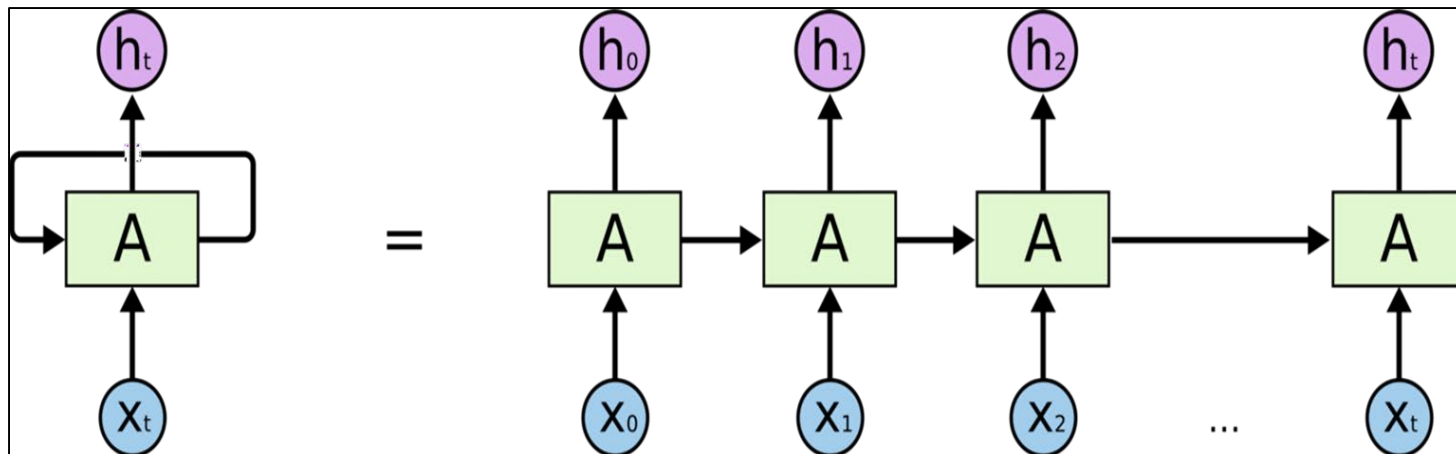 ht h0 h1 h2 ht
A = A A A A
xt x0 x1 x2 ... xt